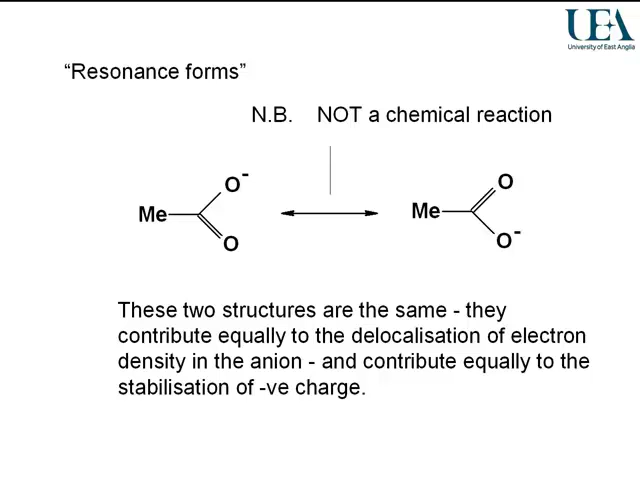 UEA
University of East Anglia
“Resonance forms”
N.B. NOT a chemical reaction
O-
O
Me
Me
O
O-
These two structures are the same - they
contribute equally to the delocalisation of electron
density in the anion - and contribute equally to the
stabilisation of -ve charge.